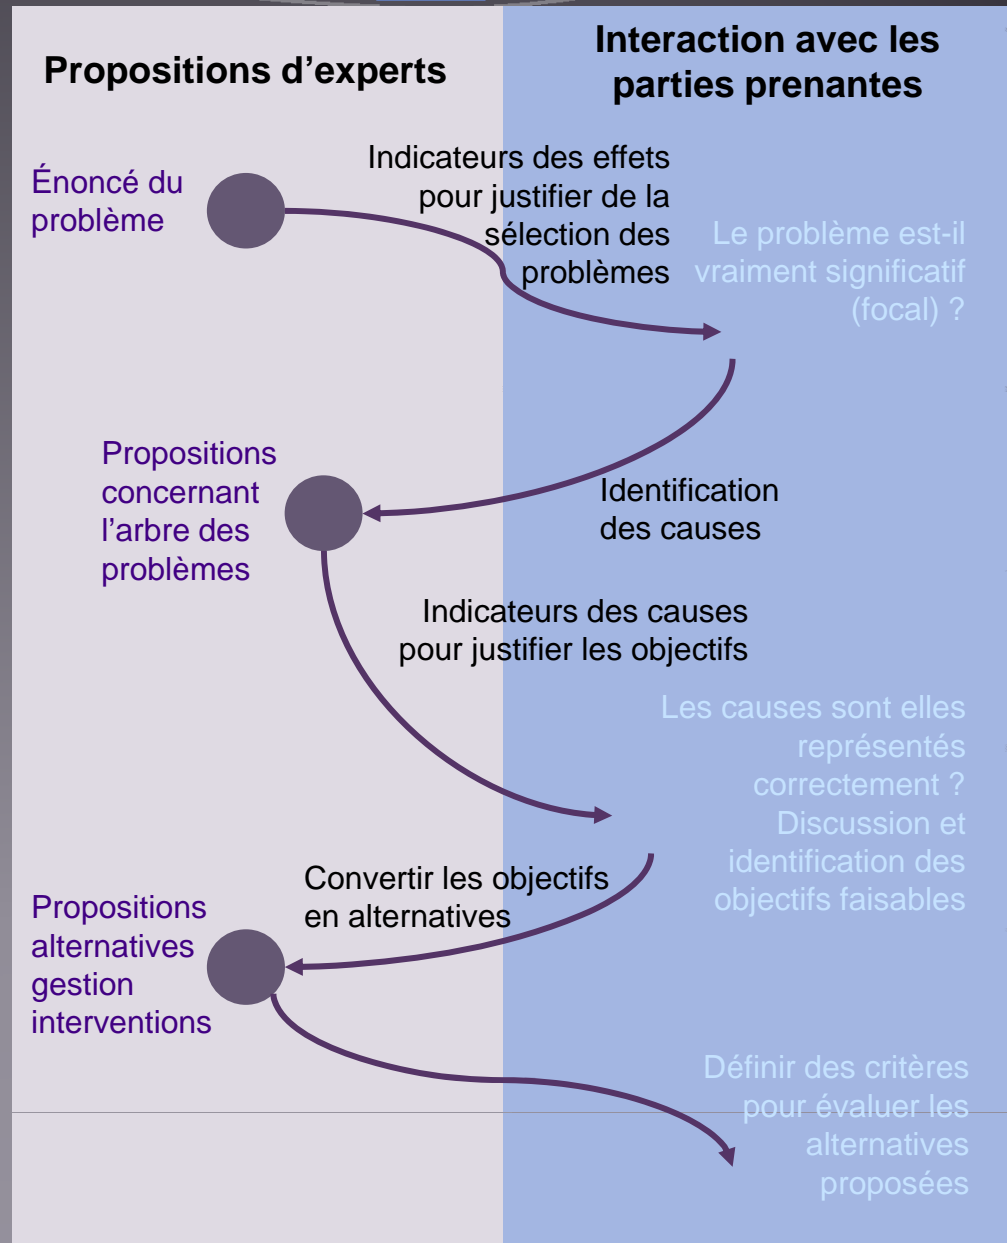 Propositions d'experts
Interaction avec les
parties prenantes
Énoncé du
problème
Indicateurs des effets
pour justifier de la
sélection des
problèmes
Le problème est-il
vraiment significatif
(focal) ?
Propositions
concernant
l'arbre des
problèmes
Identification
des causes
Indicateurs des causes
pour justifier les objectifs
Les causes sont elles
représentés
correctement ?
Discussion et
identification des
objectifs faisables
Convertir les objectifs
en alternatives
Propositions
alternatives
gestion
interventions
Définir des critères
pour évaluer les
alternatives
proposées